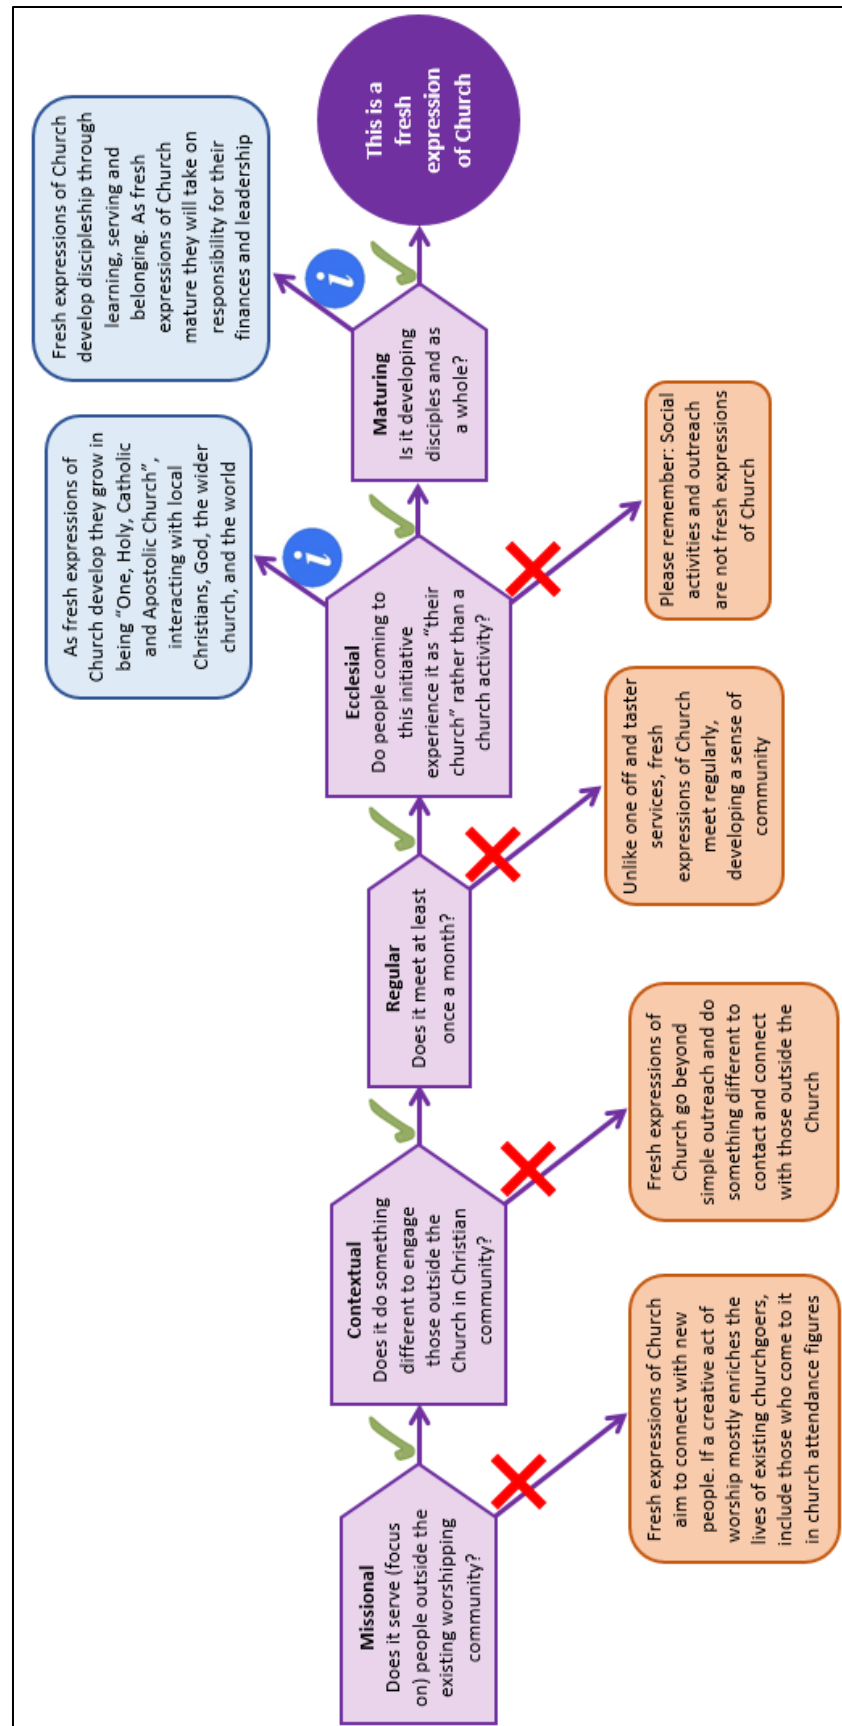 Missional
Does it serve (focus
on) people outside the
existing worshipping
community?
Fresh expressions of Church
aim to connect with new
people. If a creative act of
worship mostly enriches the
lives of existing churchgoers,
include those who come to it
in church attendance figures
Contextual
Does it do something
different to engage
those outside the
Church in Christian
community?
Fresh expressions of
Church go beyond
simple outreach and do
something different to
contact and connect
with those outside the
Church
Regular
Does it meet at least
once a month?
Unlike one off and taster
services, fresh
expressions of Church
meet regularly,
developing a sense of
community
Ecclesial
Do people coming to
this initiative
experience it as “their
church” rather than a
church activity?
i
As fresh expressions of
Church develop they grow in
being “One, Holy, Catholic
and Apostolic Church”,
interacting with local
Christians, God, the wider
church, and the world
Please remember: Social
activities and outreach
are not fresh expressions
of Church
Maturing
Is it developing
disciples and as
a whole?
i
Fresh expressions of Church
develop discipleship through
learning, serving and
belonging. As fresh
expressions of Church
mature they will take on
responsibility for their
finances and leadership
This is a
fresh
expression
of Church